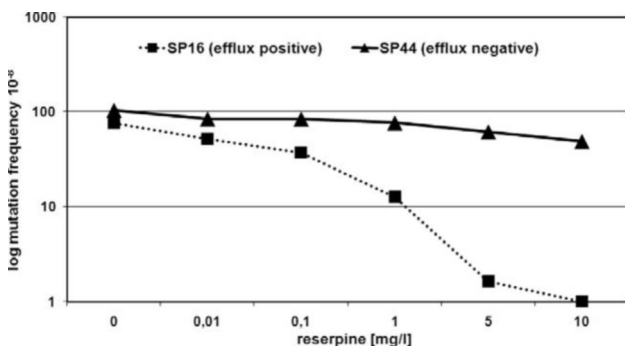 1000
SP16 (efflux positive) SP44 (efflux negative)
100
10
1
log mutation frequency 10⁻⁸
0 0,01 0,1 1 5 10
reserpine [mg/l]